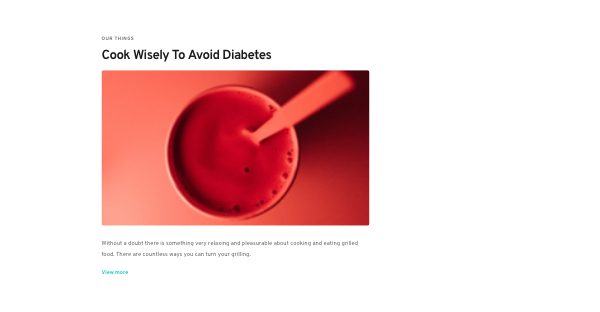 OUR THINGS
Cook Wisely To Avoid Diabetes
Without a doubt there is something very relaxing and pleasurable about cooking and eating grilled
food. There are countless ways you can turn your grilling.
View more